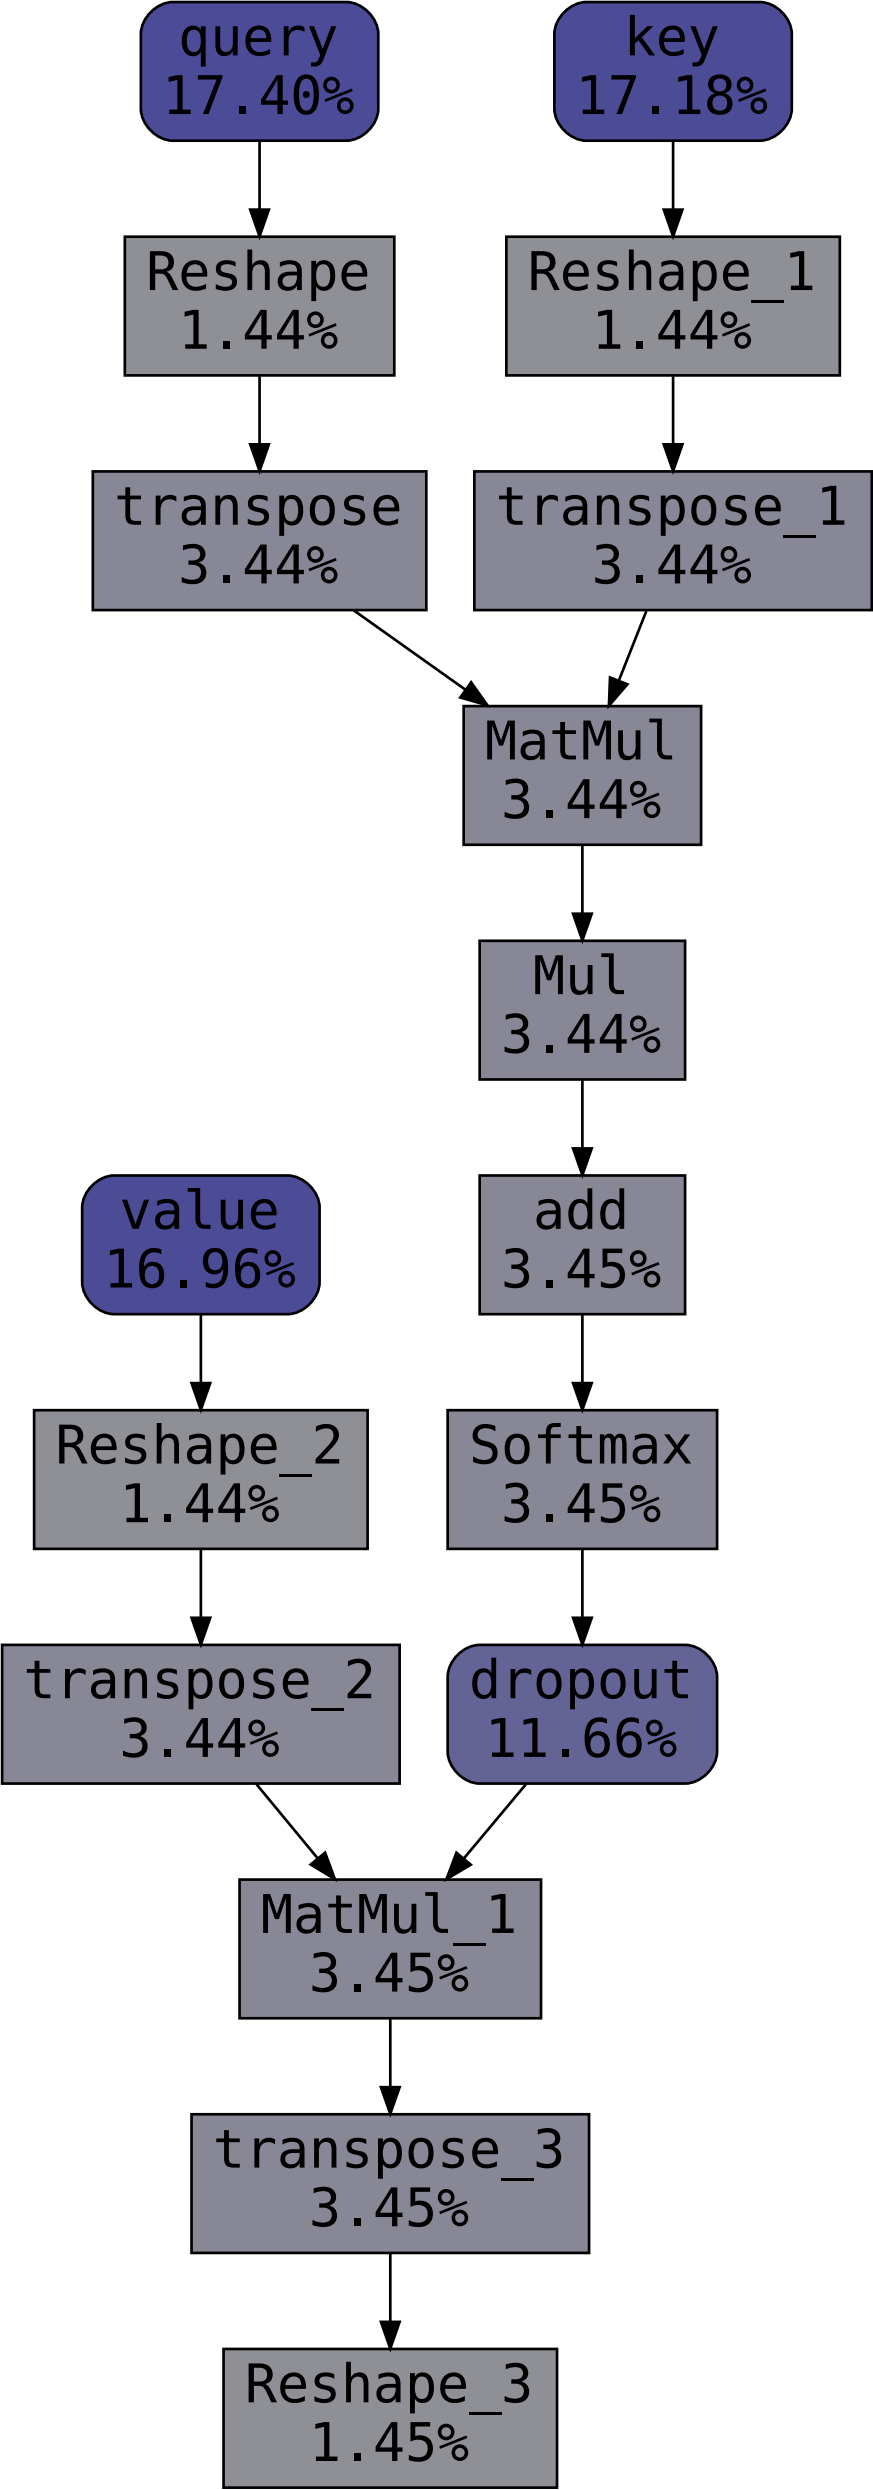 query
17.40%
key
17.18%
Reshape
1.44%
Reshape_1
1.44%
transpose
3.44%
transpose_1
3.44%
MatMul
3.44%
Mul
3.44%
add
3.45%
value
16.96%
Reshape_2
1.44%
Softmax
3.45%
transpose_2
3.44%
dropout
11.66%
MatMul_1
3.45%
transpose_3
3.45%
Reshape_3
1.45%